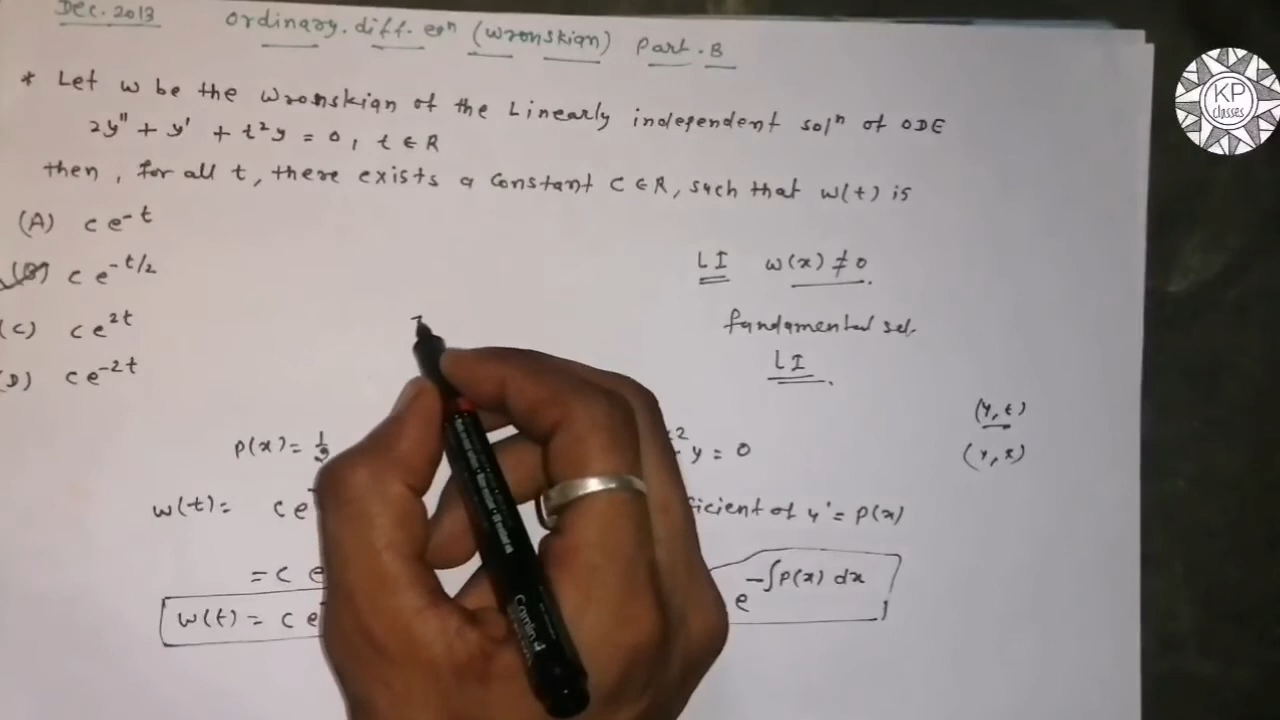 Dec. 2013
Ordinary. diff. eqn (Wronskian) Part. B
* Let w be the Wronskian of the Linearly independent soln of ODE
2y" + y' + t²y = 0, t ∈ R
then, for all t, there exists a constant C ∈ R, such that w(t) is
(A) c e^-t
(B) c e^-t/2
(C) c e^2t
(D) c e^-2t
LI w(x) ≠ 0
fundamental set.
LI
(y, t)
(y, x)
P(x) = 1/2
y = 0
w(t) = c e
ficient of y' = P(x)
= c e
e^-∫P(x) dx
w(t) = c e
KP
classes
Camlin